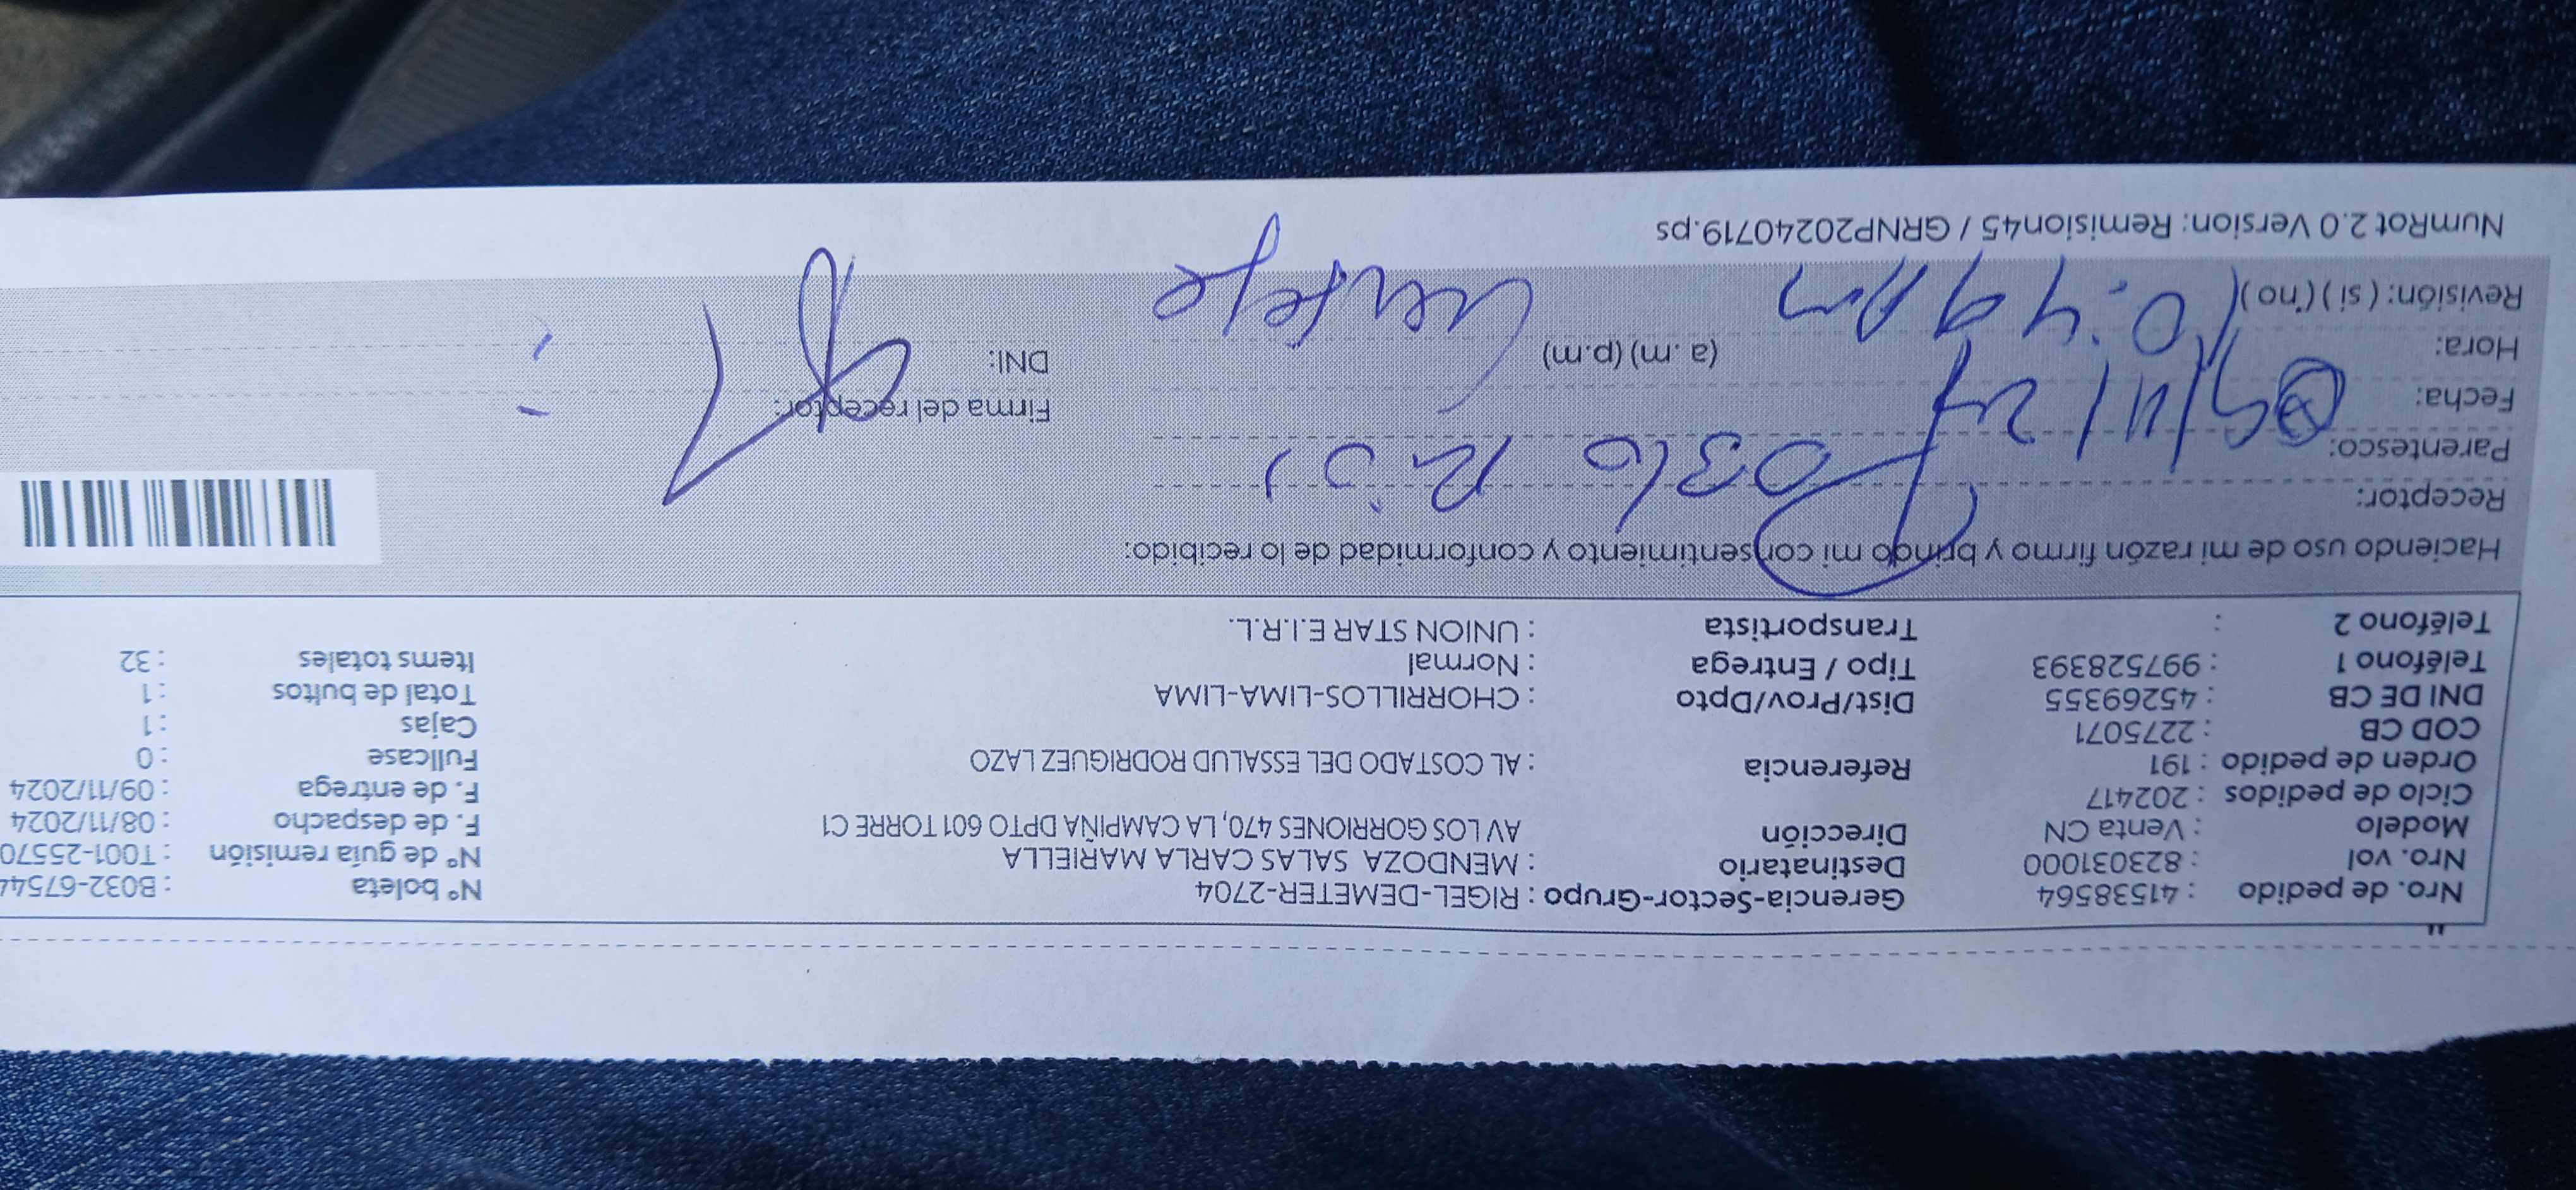 Nro. de pedido : 41538564 Gerencia-Sector-Grupo : RIGEL-DEMETER-2704 N° boleta : B032-67544
Nro. vol : 823031000 Destinatario : MENDOZA SALAS CARLA MARIELLA N° de guía remisión : T001-25570
Modelo : Venta CN Dirección AV LOS GORRIONES 470, LA CAMPIÑA DPTO 601 TORRE C1 F. de despacho : 08/11/2024
Ciclo de pedidos : 202417 F. de entrega : 09/11/2024
Orden de pedido : 191 Referencia : AL COSTADO DEL ESSALUD RODRIGUEZ LAZO Fullcase : 0
COD CB : 2275071 Cajas : 1
DNI DE CB : 45269355 Dist/Prov/Dpto : CHORRILLOS-LIMA-LIMA Total de bultos : 1
Teléfono 1 : 997528393 Tipo / Entrega : Normal Items totales : 32
Teléfono 2 : Transportista : UNION STAR E.I.R.L.
Haciendo uso de mi razón firmo y brindo mi consentimiento y conformidad de lo recibido:
Receptor:
Parentesco:
Fecha: 09/11/24 Firma del receptor:
Hora: (a.m) (p.m) DNI:
Revisión: (si) (no) 10:49 Am
NumRot 2.0 Version: Remision45 / GRNP20240719.ps